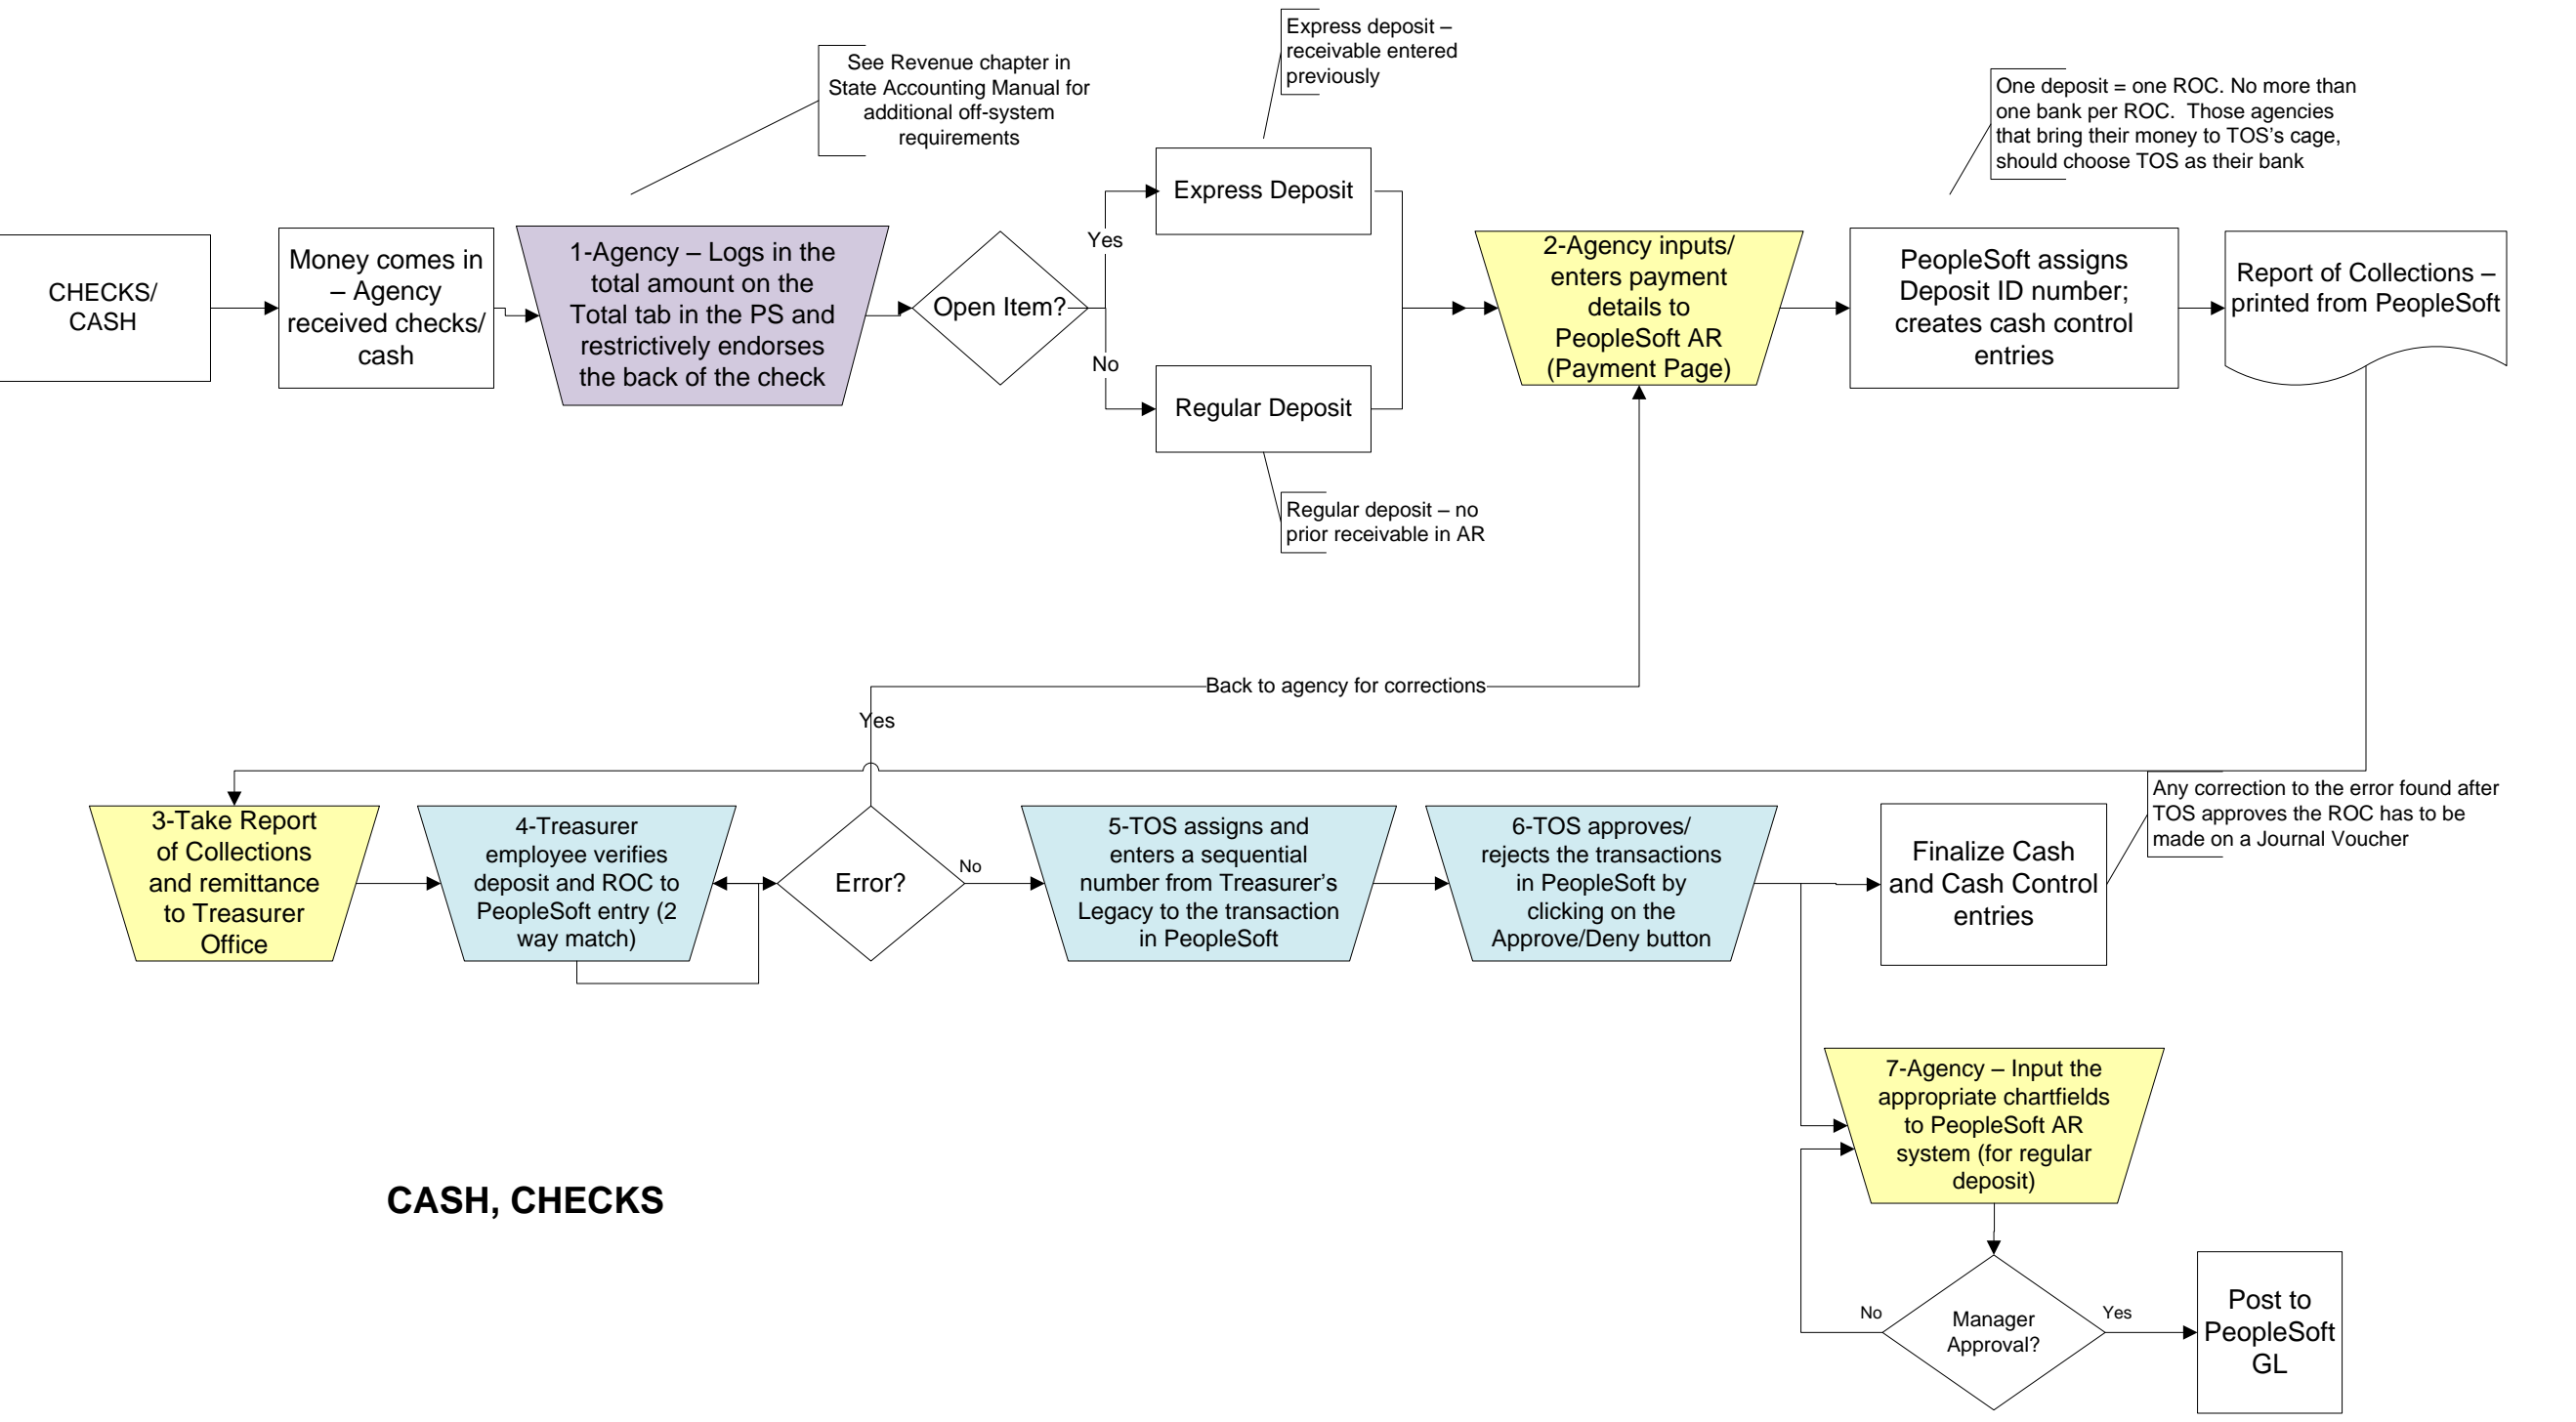 Express deposit –
receivable entered
previously
See Revenue chapter in
State Accounting Manual for
additional off-system
requirements
One deposit = one ROC. No more than
one bank per ROC.  Those agencies
that bring their money to TOS's cage,
should choose TOS as their bank
CHECKS/
CASH
Money comes in
– Agency
received checks/
cash
1-Agency – Logs in the
total amount on the
Total tab in the PS and
restrictively endorses
the back of the check
Open Item?
Yes
No
Express Deposit
Regular Deposit
Regular deposit – no
prior receivable in AR
2-Agency inputs/
enters payment
details to
PeopleSoft AR
(Payment Page)
PeopleSoft assigns
Deposit ID number;
creates cash control
entries
Report of Collections –
printed from PeopleSoft
Back to agency for corrections
Yes
3-Take Report
of Collections
and remittance
to Treasurer
Office
4-Treasurer
employee verifies
deposit and ROC to
PeopleSoft entry (2
way match)
Error?
No
5-TOS assigns and
enters a sequential
number from Treasurer's
Legacy to the transaction
in PeopleSoft
6-TOS approves/
rejects the transactions
in PeopleSoft by
clicking on the
Approve/Deny button
Finalize Cash
and Cash Control
entries
Any correction to the error found after
TOS approves the ROC has to be
made on a Journal Voucher
7-Agency – Input the
appropriate chartfields
to PeopleSoft AR
system (for regular
deposit)
CASH, CHECKS
No
Manager
Approval?
Yes
Post to
PeopleSoft
GL